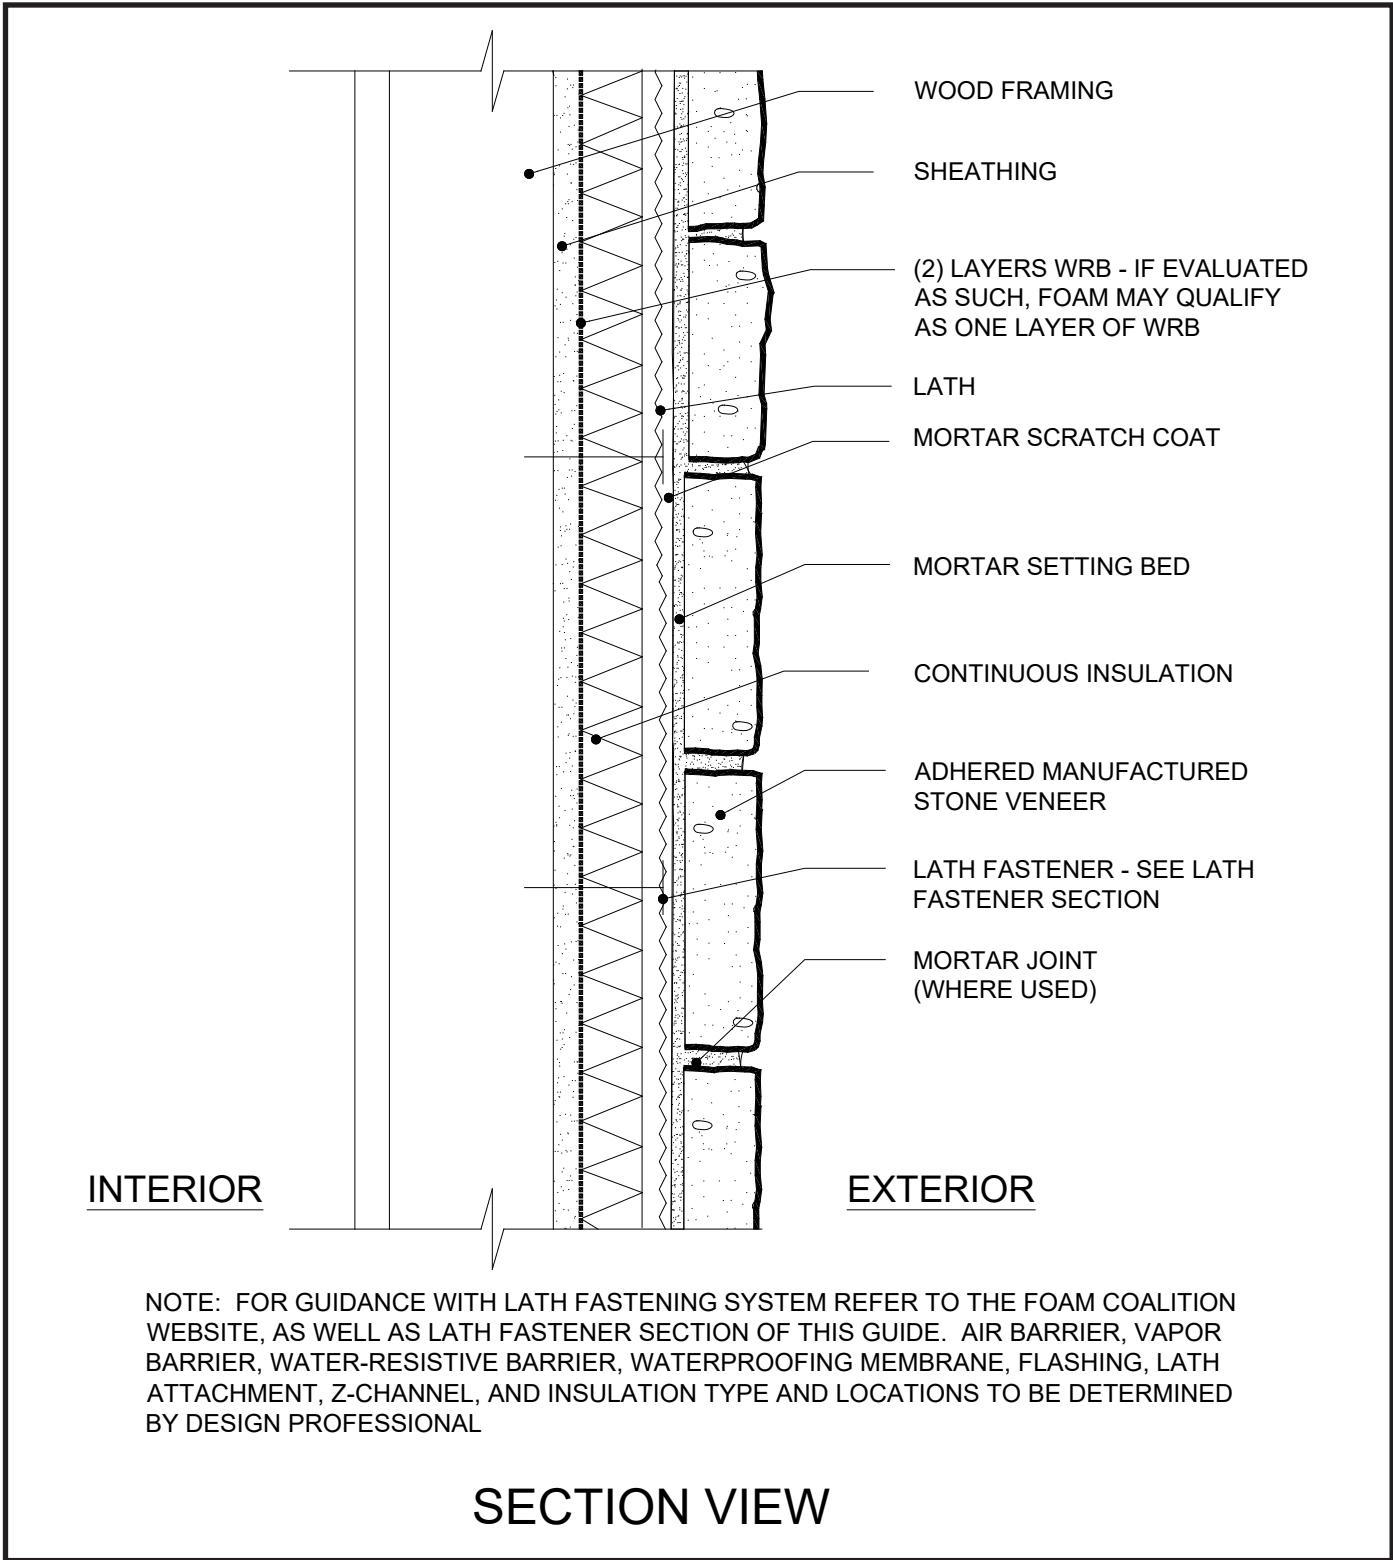 WOOD FRAMING
SHEATHING
(2) LAYERS WRB - IF EVALUATED
AS SUCH, FOAM MAY QUALIFY
AS ONE LAYER OF WRB
LATH
MORTAR SCRATCH COAT
MORTAR SETTING BED
CONTINUOUS INSULATION
ADHERED MANUFACTURED
STONE VENEER
LATH FASTENER - SEE LATH
FASTENER SECTION
MORTAR JOINT
(WHERE USED)
INTERIOR
EXTERIOR
NOTE: FOR GUIDANCE WITH LATH FASTENING SYSTEM REFER TO THE FOAM COALITION
WEBSITE, AS WELL AS LATH FASTENER SECTION OF THIS GUIDE. AIR BARRIER, VAPOR
BARRIER, WATER-RESISTIVE BARRIER, WATERPROOFING MEMBRANE, FLASHING, LATH
ATTACHMENT, Z-CHANNEL, AND INSULATION TYPE AND LOCATIONS TO BE DETERMINED
BY DESIGN PROFESSIONAL
SECTION VIEW